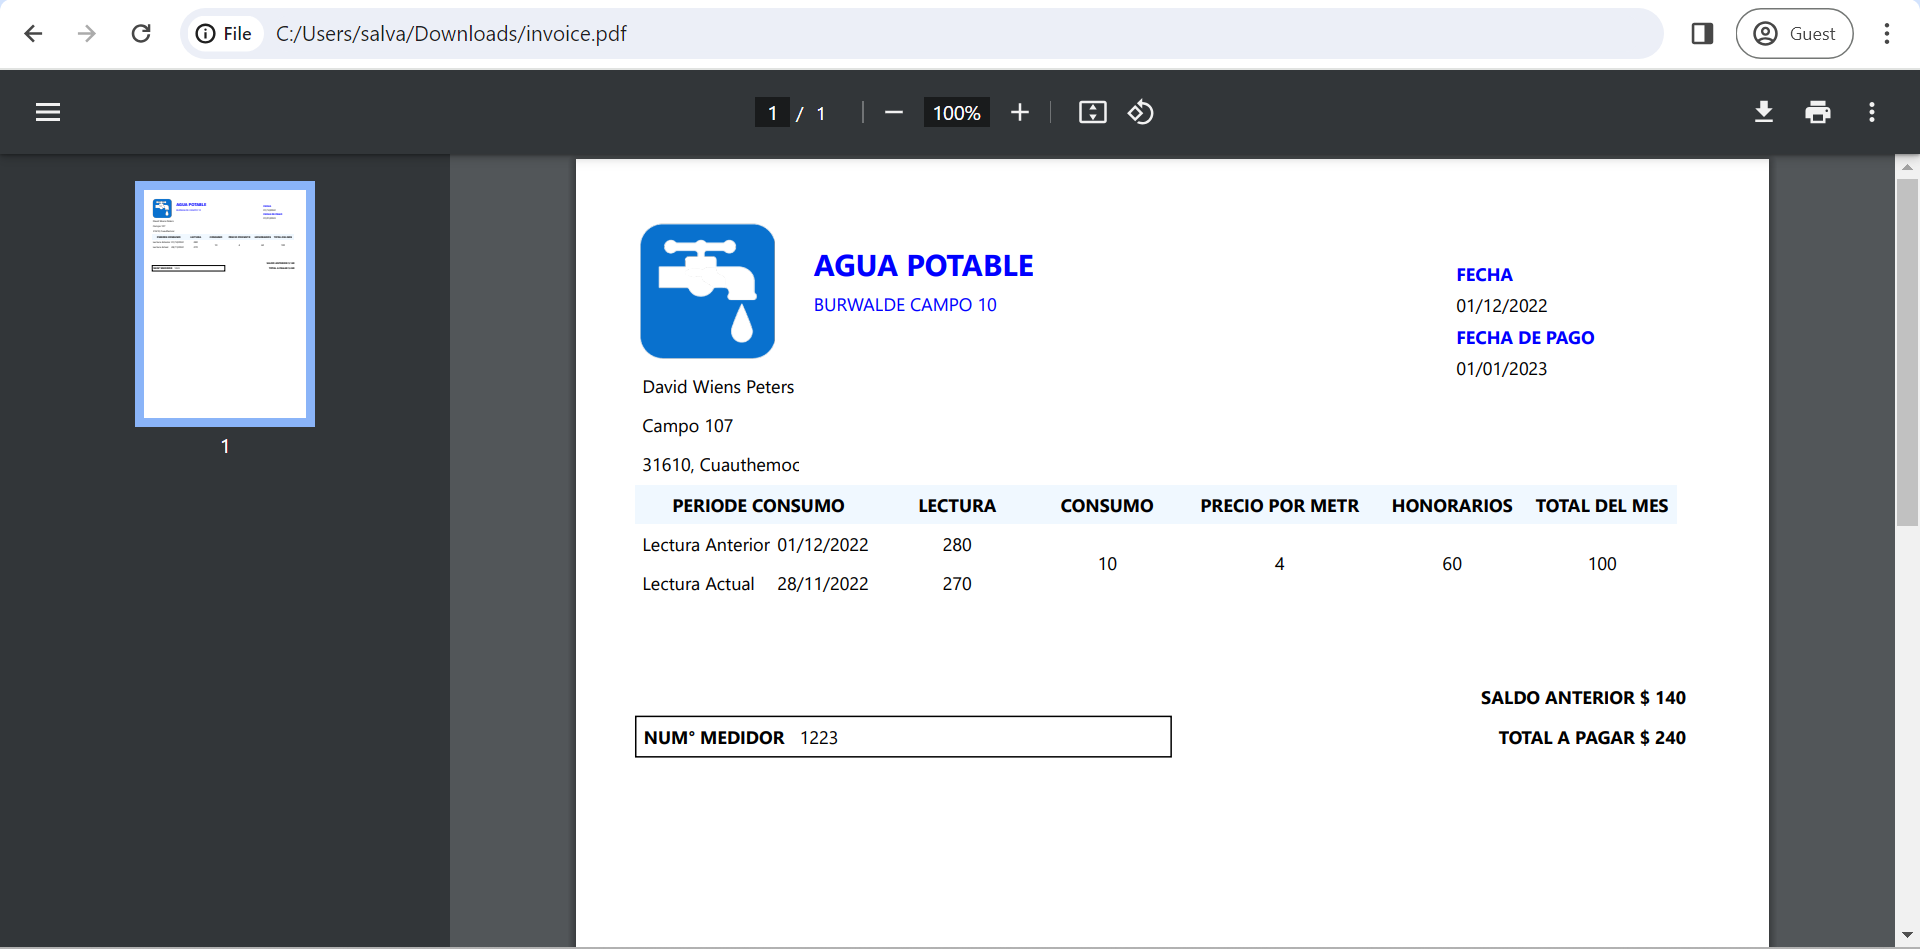 File C:/Users/salva/Downloads/invoice.pdf Guest
1 / 1 100%
1
AGUA POTABLE
BURWALDE CAMPO 10
FECHA
01/12/2022
FECHA DE PAGO
01/01/2023
David Wiens Peters
Campo 107
31610, Cuauthemoc
PERIODE CONSUMO LECTURA CONSUMO PRECIO POR METR HONORARIOS TOTAL DEL MES
Lectura Anterior 01/12/2022 280
10 4 60 100
Lectura Actual 28/11/2022 270
SALDO ANTERIOR $ 140
NUM° MEDIDOR 1223 TOTAL A PAGAR $ 240